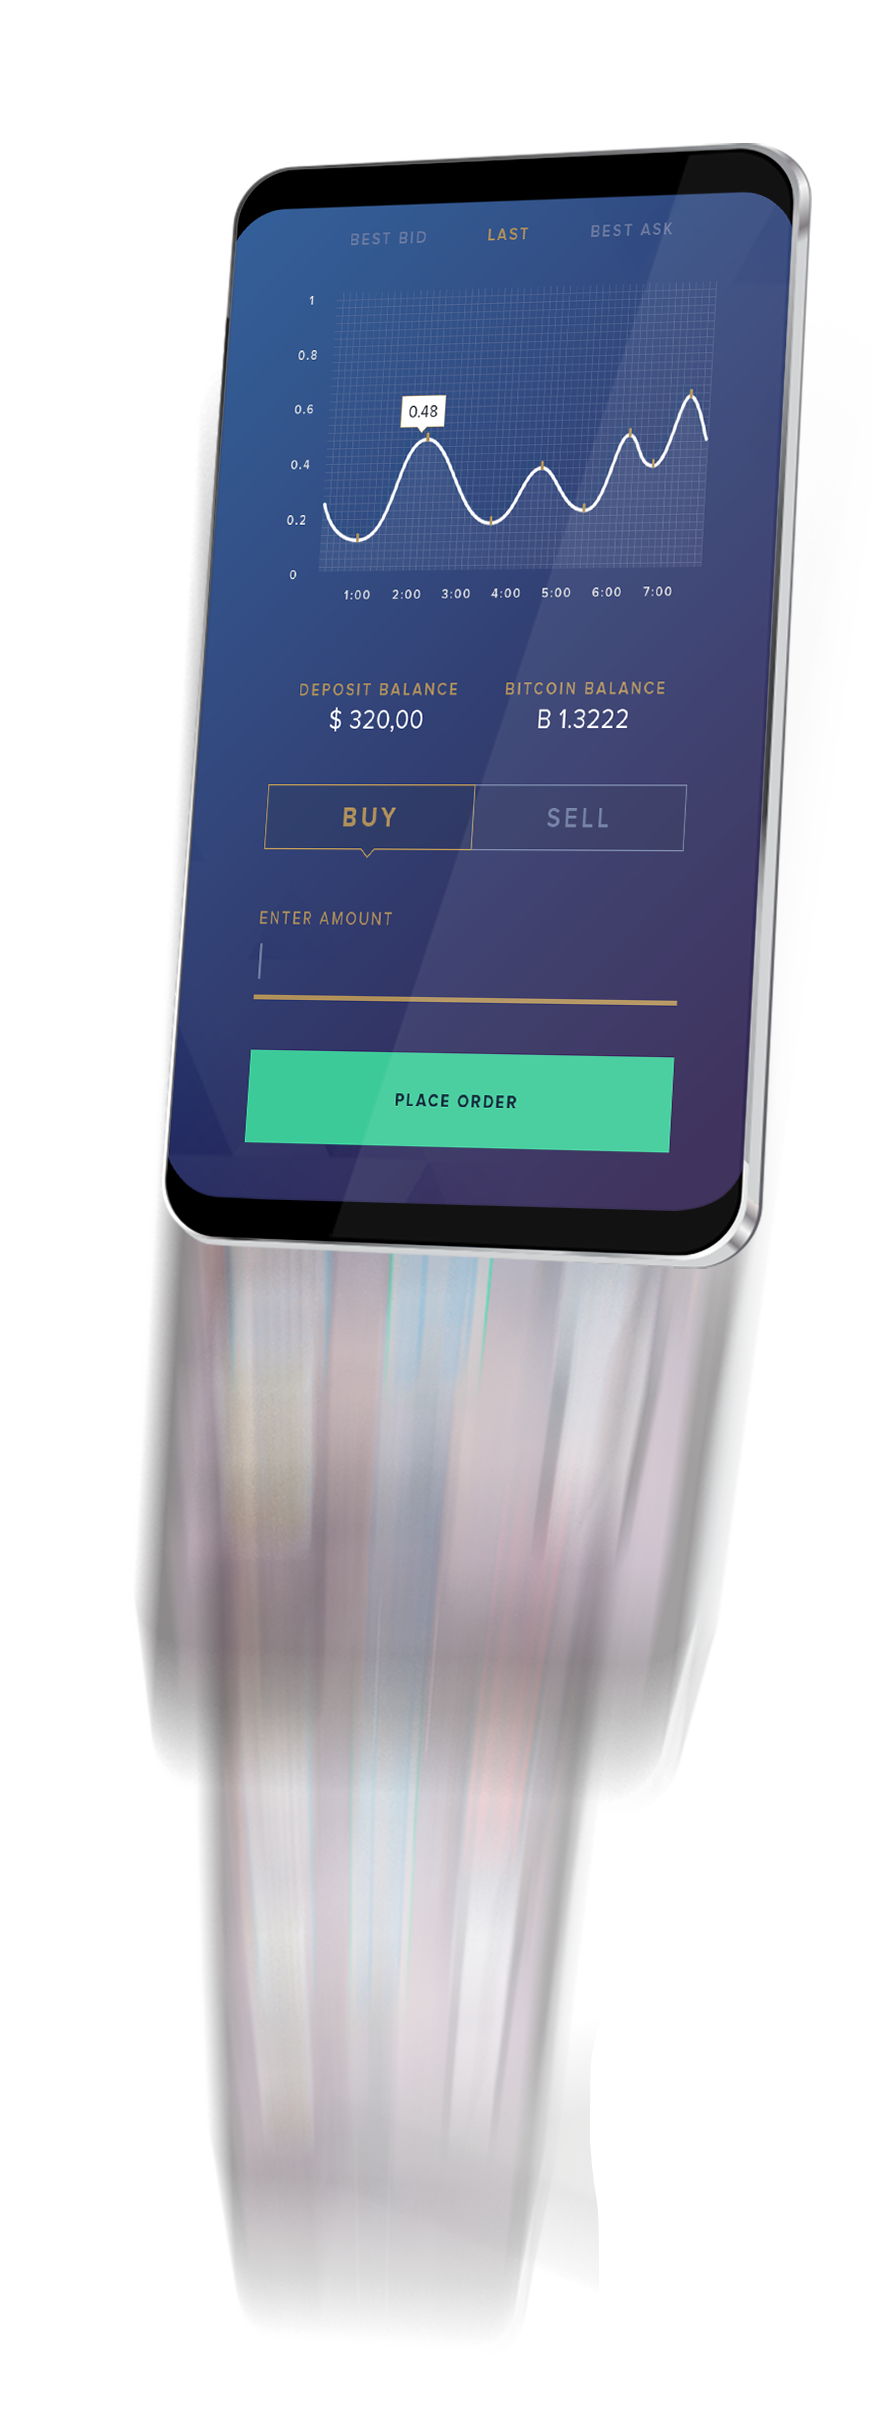 BEST BID LAST BEST ASK
1
0.8
0.6
0.48
0.4
0.2
0
1:00 2:00 3:00 4:00 5:00 6:00 7:00
DEPOSIT BALANCE BITCOIN BALANCE
$ 320,00 B 1.3222
BUY SELL
ENTER AMOUNT
PLACE ORDER